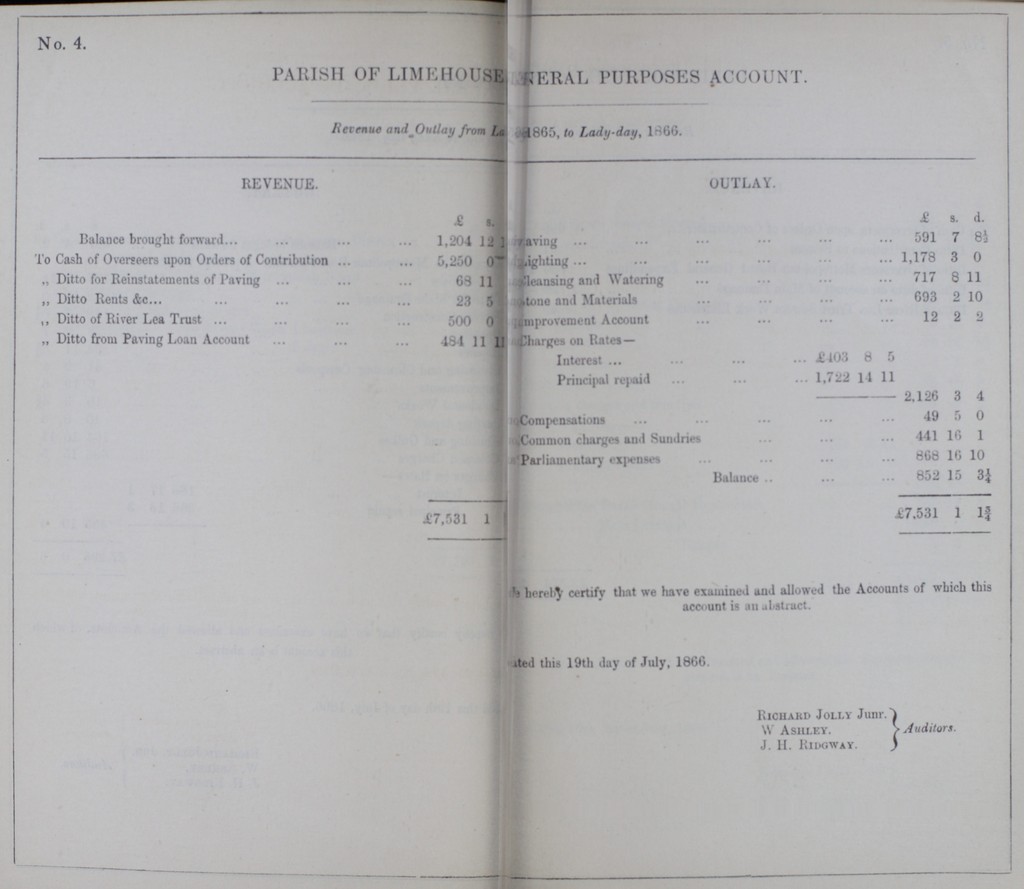 No. 4.
PARISH OF LIMEHOUSE NERAL PURPOSES ACCOUNT.
Revenue and Outlay from La 1865, to Lady-day, 1866.
REVENUE.
£ s.
Balance brought forward... ... ... ... 1,204 12 1
To Cash of Overseers upon Orders of Contribution ... ... ... 5,250 0
„ Ditto for Reinstatements of Paving ... ... ... 68 11
„ Ditto Rents &c... ... ... ... ... 23 5
„ Ditto of River Lea Trust ... ... ... ... 500 0
„ Ditto from Paving Loan Account ... ... ... 484 11 11
£7,531 1
OUTLAY.
£ s. d.
aving ... ... ... ... ... ... 591 7 8½
ighting ... ... ... ... ... ... 1,178 3 0
Cleansing and Watering ... ... ... ... 717 8 11
tone and Materials ... ... ... ... 693 2 10
mprovement Account ... ... ... ... 12 2 2
Charges on Rates—
Interest ... ... ... ... £403 8 5
Principal repaid ... ... ... 1,722 14 11
2,126 3 4
Compensations ... ... ... ... ... 49 5 0
Common charges and Sundries ... ... ... 441 16 1
Parliamentary expenses ... ... ... ... 868 16 10
Balance .. ... ... 852 15 3¼
£7,531 1 1¾
e hereby certify that we have examined and allowed the Accounts of which this
account is an abstract.
ated this 19th day of July, 1866.
RICHARD JOLLY Junr.
W ASHLEY.
J. H. RIDGWAY.
Auditors.